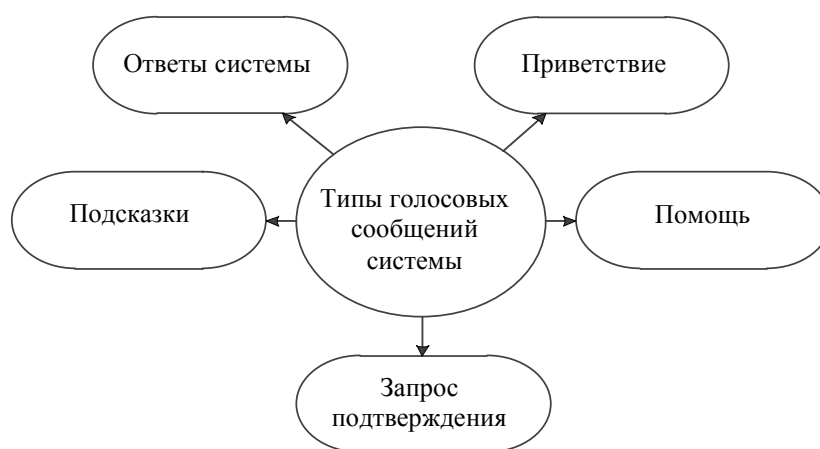 Ответы системы
Приветствие
Подсказки
Типы голосовых
сообщений
системы
Помощь
Запрос
подтверждения